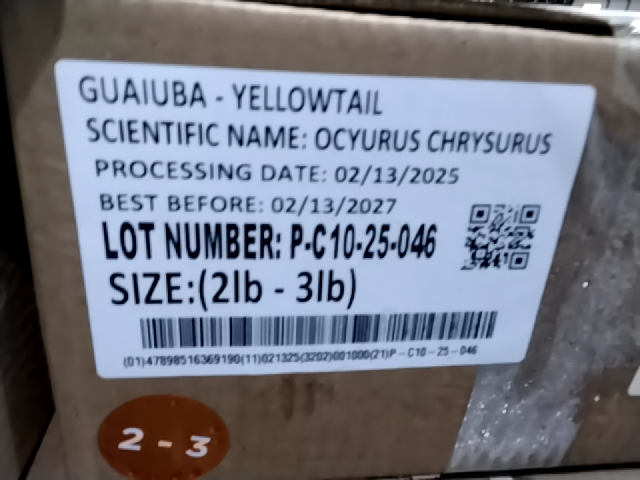 GUAIUBA - YELLOWTAIL
SCIENTIFIC NAME: OCYURUS CHRYSURUS
PROCESSING DATE: 02/13/2025
BEST BEFORE: 02/13/2027
LOT NUMBER: P-C10-25-046
SIZE:(2lb - 3lb)
(01)47898516369190(11)021325(3202)001000(21)P-C10-25-046
2 - 3